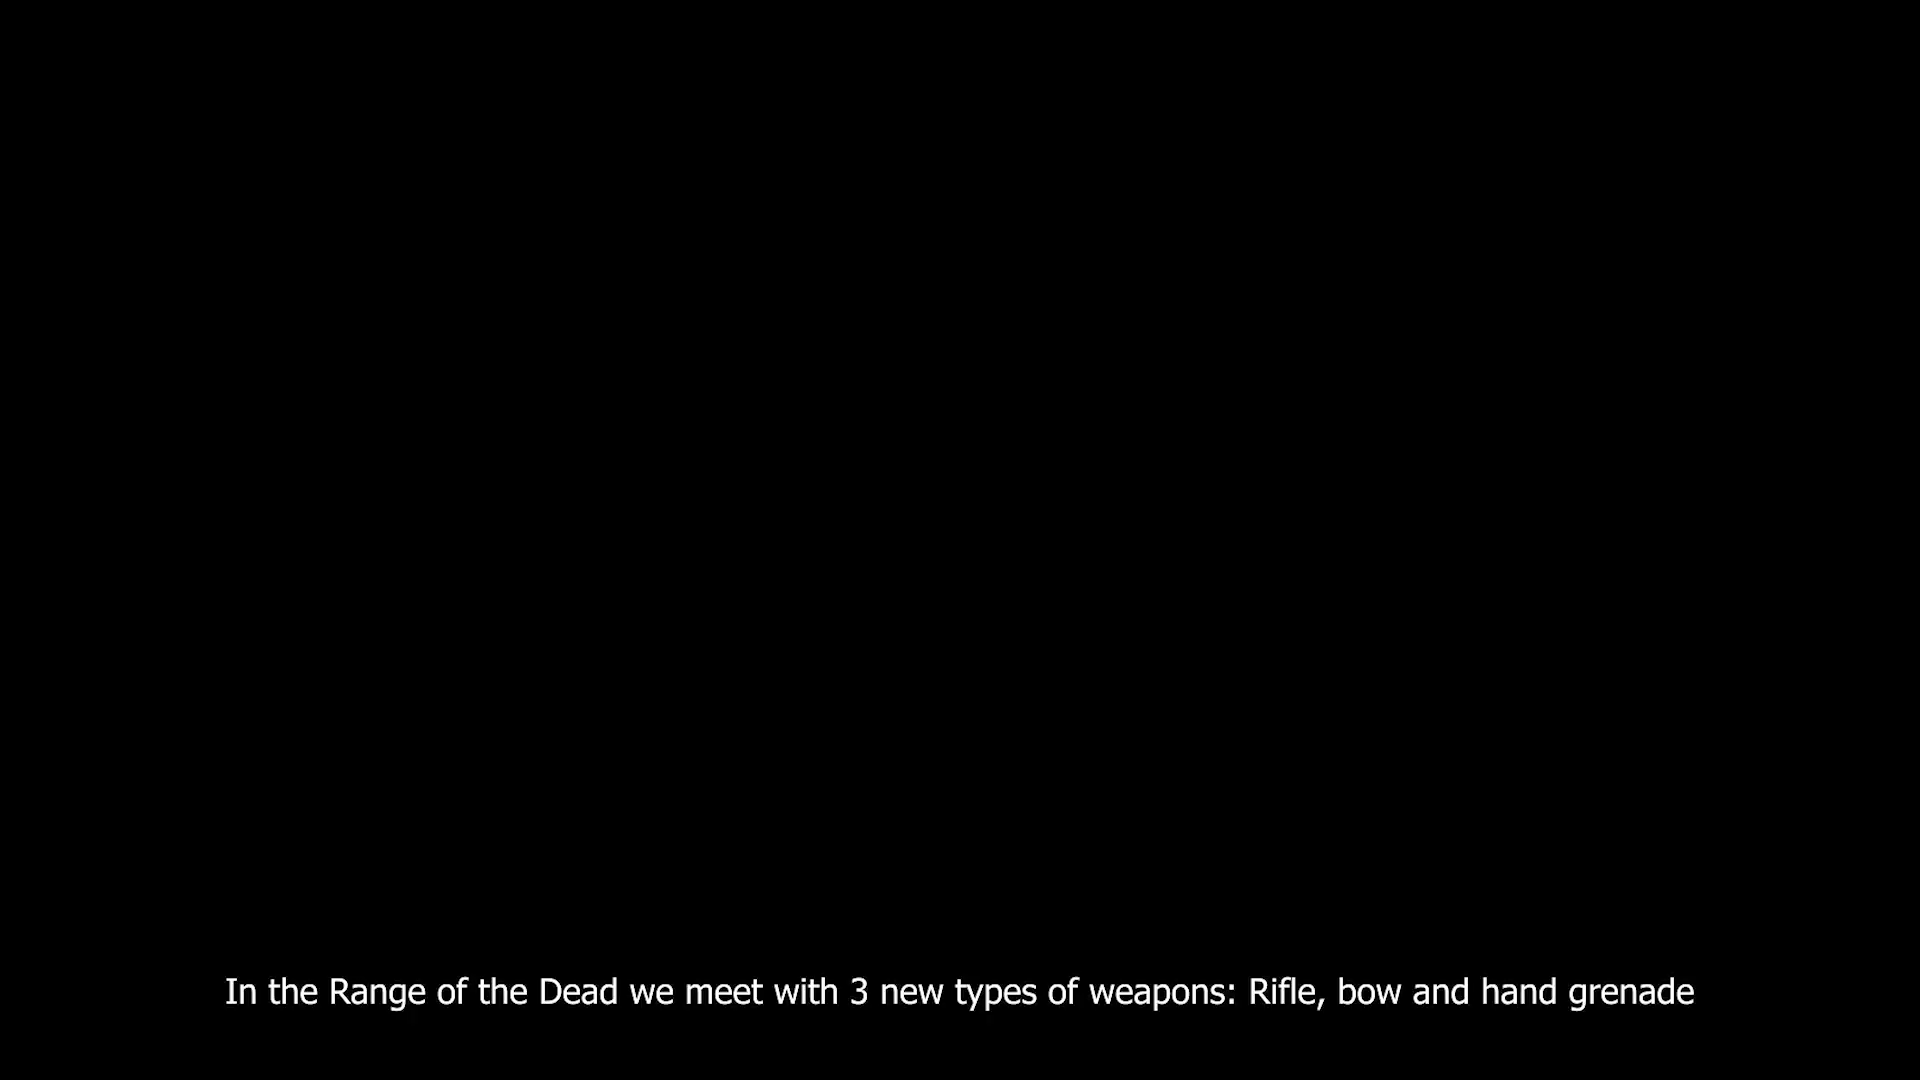 In the Range of the Dead we meet with 3 new types of weapons: Rifle, bow and hand grenade